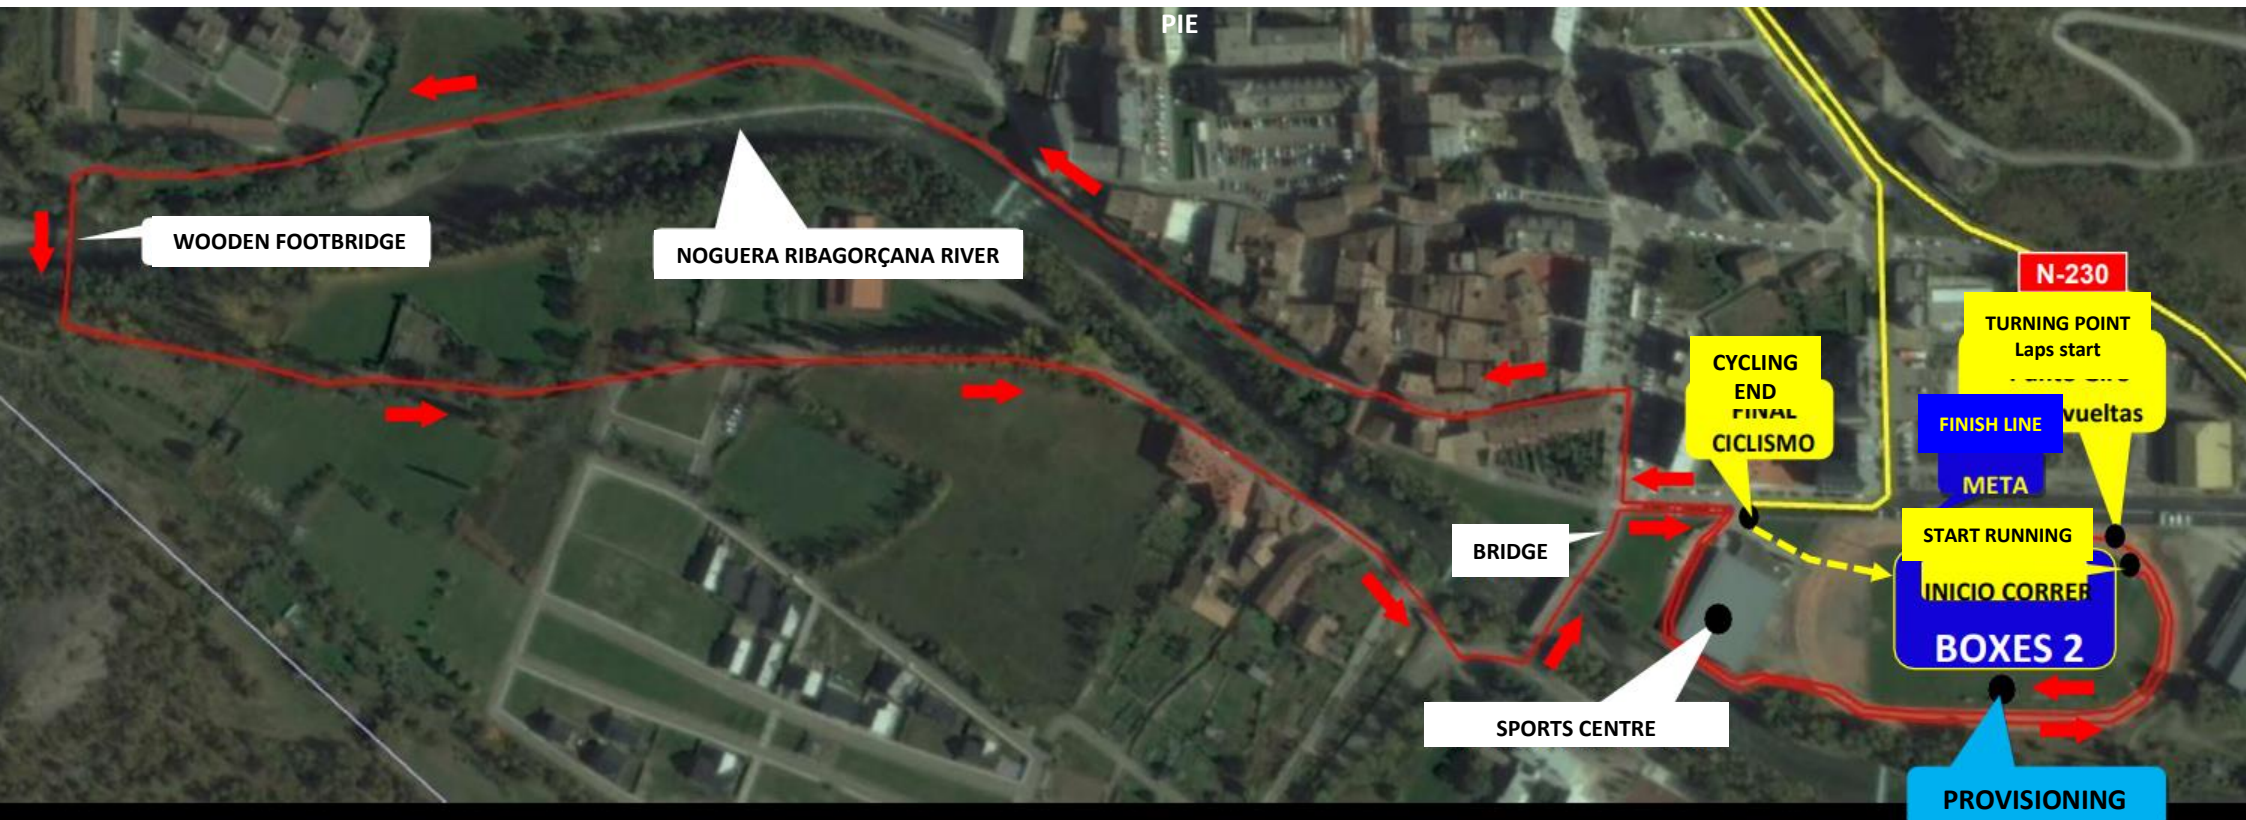 PIE
WOODEN FOOTBRIDGE
NOGUERA RIBAGORÇANA RIVER
N-230
TURNING POINT
Laps start
vueltas
CYCLING
END
FINAL
CICLISMO
FINISH LINE
META
START RUNNING
INICIO CORRER
BOXES 2
BRIDGE
SPORTS CENTRE
PROVISIONING